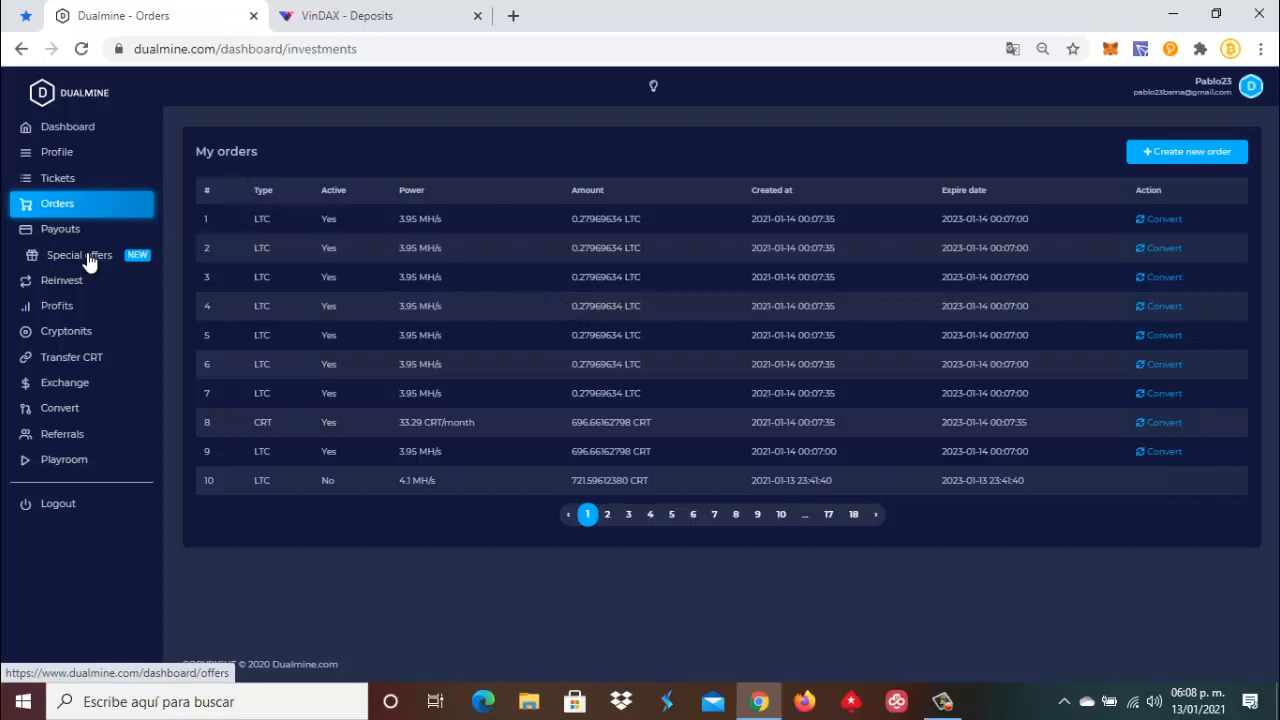 Dualmine - Orders
VinDAX - Deposits
dualmine.com/dashboard/investments
D DUALMINE
Pablo23
pablo23bama@gmail.com
D
Dashboard
Profile
Tickets
Orders
Payouts
Special offers NEW
Reinvest
Profits
Cryptonits
Transfer CRT
Exchange
Convert
Referrals
Playroom
Logout
My orders
+ Create new order
# Type Active Power Amount Created at Expire date Action
1 LTC Yes 3.95 MH/s 0.27969634 LTC 2021-01-14 00:07:35 2023-01-14 00:07:00 Convert
2 LTC Yes 3.95 MH/s 0.27969634 LTC 2021-01-14 00:07:35 2023-01-14 00:07:00 Convert
3 LTC Yes 3.95 MH/s 0.27969634 LTC 2021-01-14 00:07:35 2023-01-14 00:07:00 Convert
4 LTC Yes 3.95 MH/s 0.27969634 LTC 2021-01-14 00:07:35 2023-01-14 00:07:00 Convert
5 LTC Yes 3.95 MH/s 0.27969634 LTC 2021-01-14 00:07:35 2023-01-14 00:07:00 Convert
6 LTC Yes 3.95 MH/s 0.27969634 LTC 2021-01-14 00:07:35 2023-01-14 00:07:00 Convert
7 LTC Yes 3.95 MH/s 0.27969634 LTC 2021-01-14 00:07:35 2023-01-14 00:07:00 Convert
8 CRT Yes 33.29 CRT/month 696.66162798 CRT 2021-01-14 00:07:35 2023-01-14 00:07:35 Convert
9 LTC Yes 3.95 MH/s 696.66162798 CRT 2021-01-14 00:07:00 2023-01-14 00:07:00 Convert
10 LTC No 4.1 MH/s 721.59612380 CRT 2021-01-13 23:41:40 2023-01-13 23:41:40
‹ 1 2 3 4 5 6 7 8 9 10 ... 17 18 ›
COPYRIGHT © 2020 Dualmine.com
https://www.dualmine.com/dashboard/offers
Escribe aquí para buscar
06:08 p. m.
13/01/2021